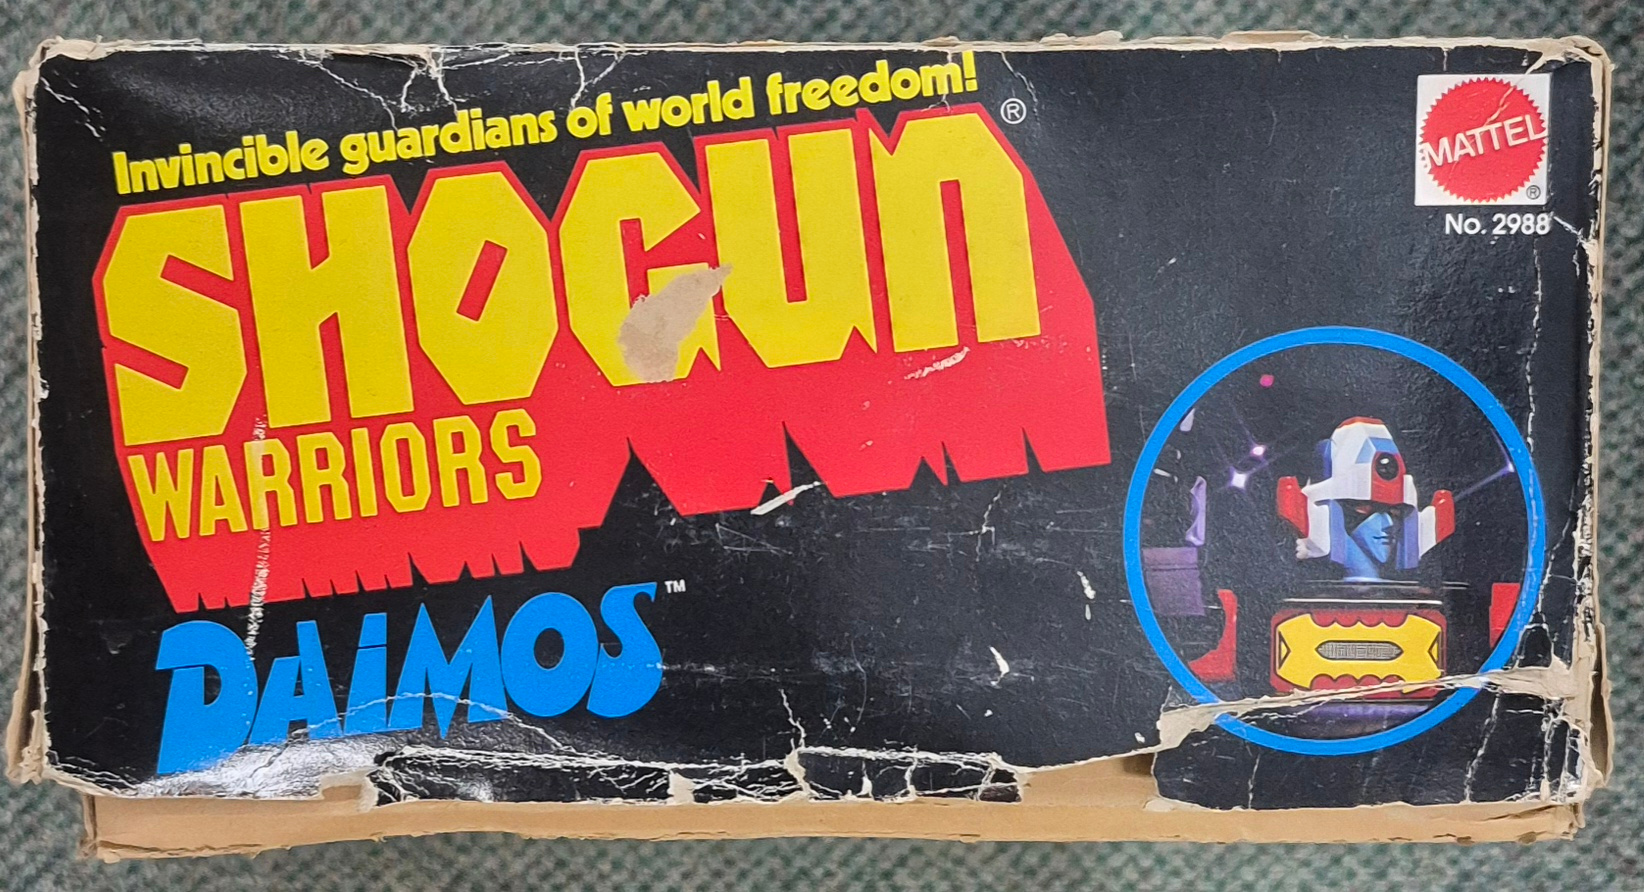 Invincible guardians of world freedom!
SHOGUN®
WARRIORS
DAiMOS™
MATTEL®
No. 2988